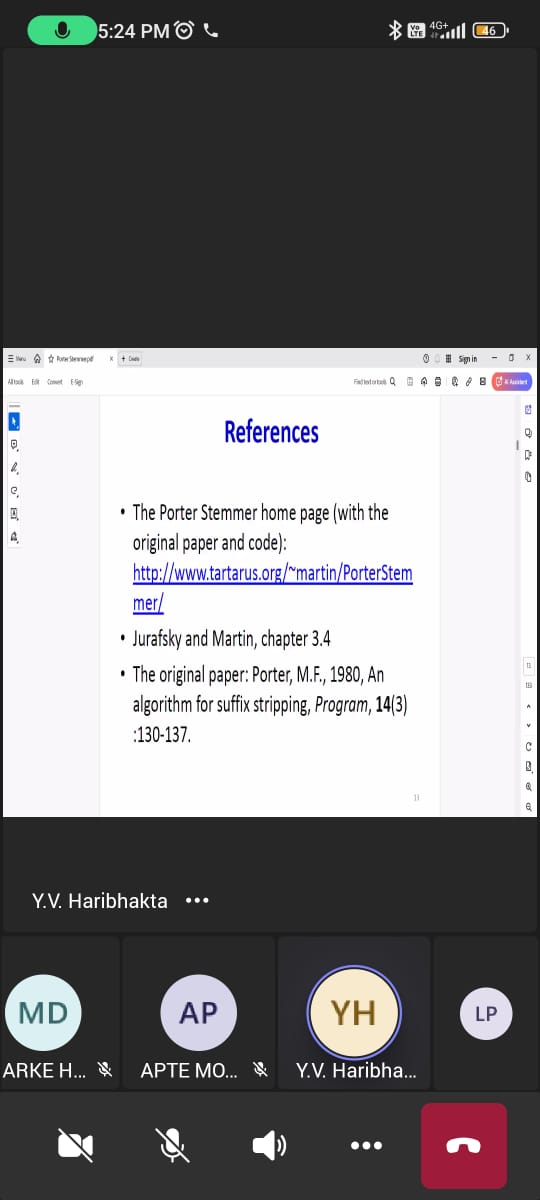 5:24 PM
Vo LTE 4G+ 46
Menu Porter Stemmer.pdf x + Create Sign in
All tools Edit Convert E-Sign Find text or tools AI Assistant
References
• The Porter Stemmer home page (with the
original paper and code):
http://www.tartarus.org/~martin/PorterStem
mer/
• Jurafsky and Martin, chapter 3.4
• The original paper: Porter, M.F., 1980, An
algorithm for suffix stripping, Program, 14(3)
:130-137.
11
Y.V. Haribhakta
MD AP YH LP
ARKE H... APTE MO... Y.V. Haribha...